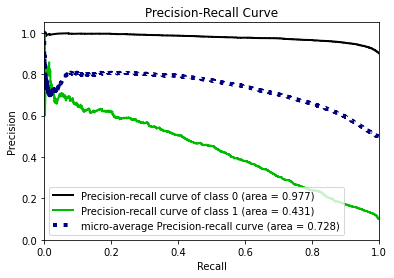 Precision-Recall Curve
1.0
0.8
0.6
0.4
0.2
0.0
Precision
Precision-recall curve of class 0 (area = 0.977)
Precision-recall curve of class 1 (area = 0.431)
micro-average Precision-recall curve (area = 0.728)
0.0 0.2 0.4 0.6 0.8 1.0
Recall